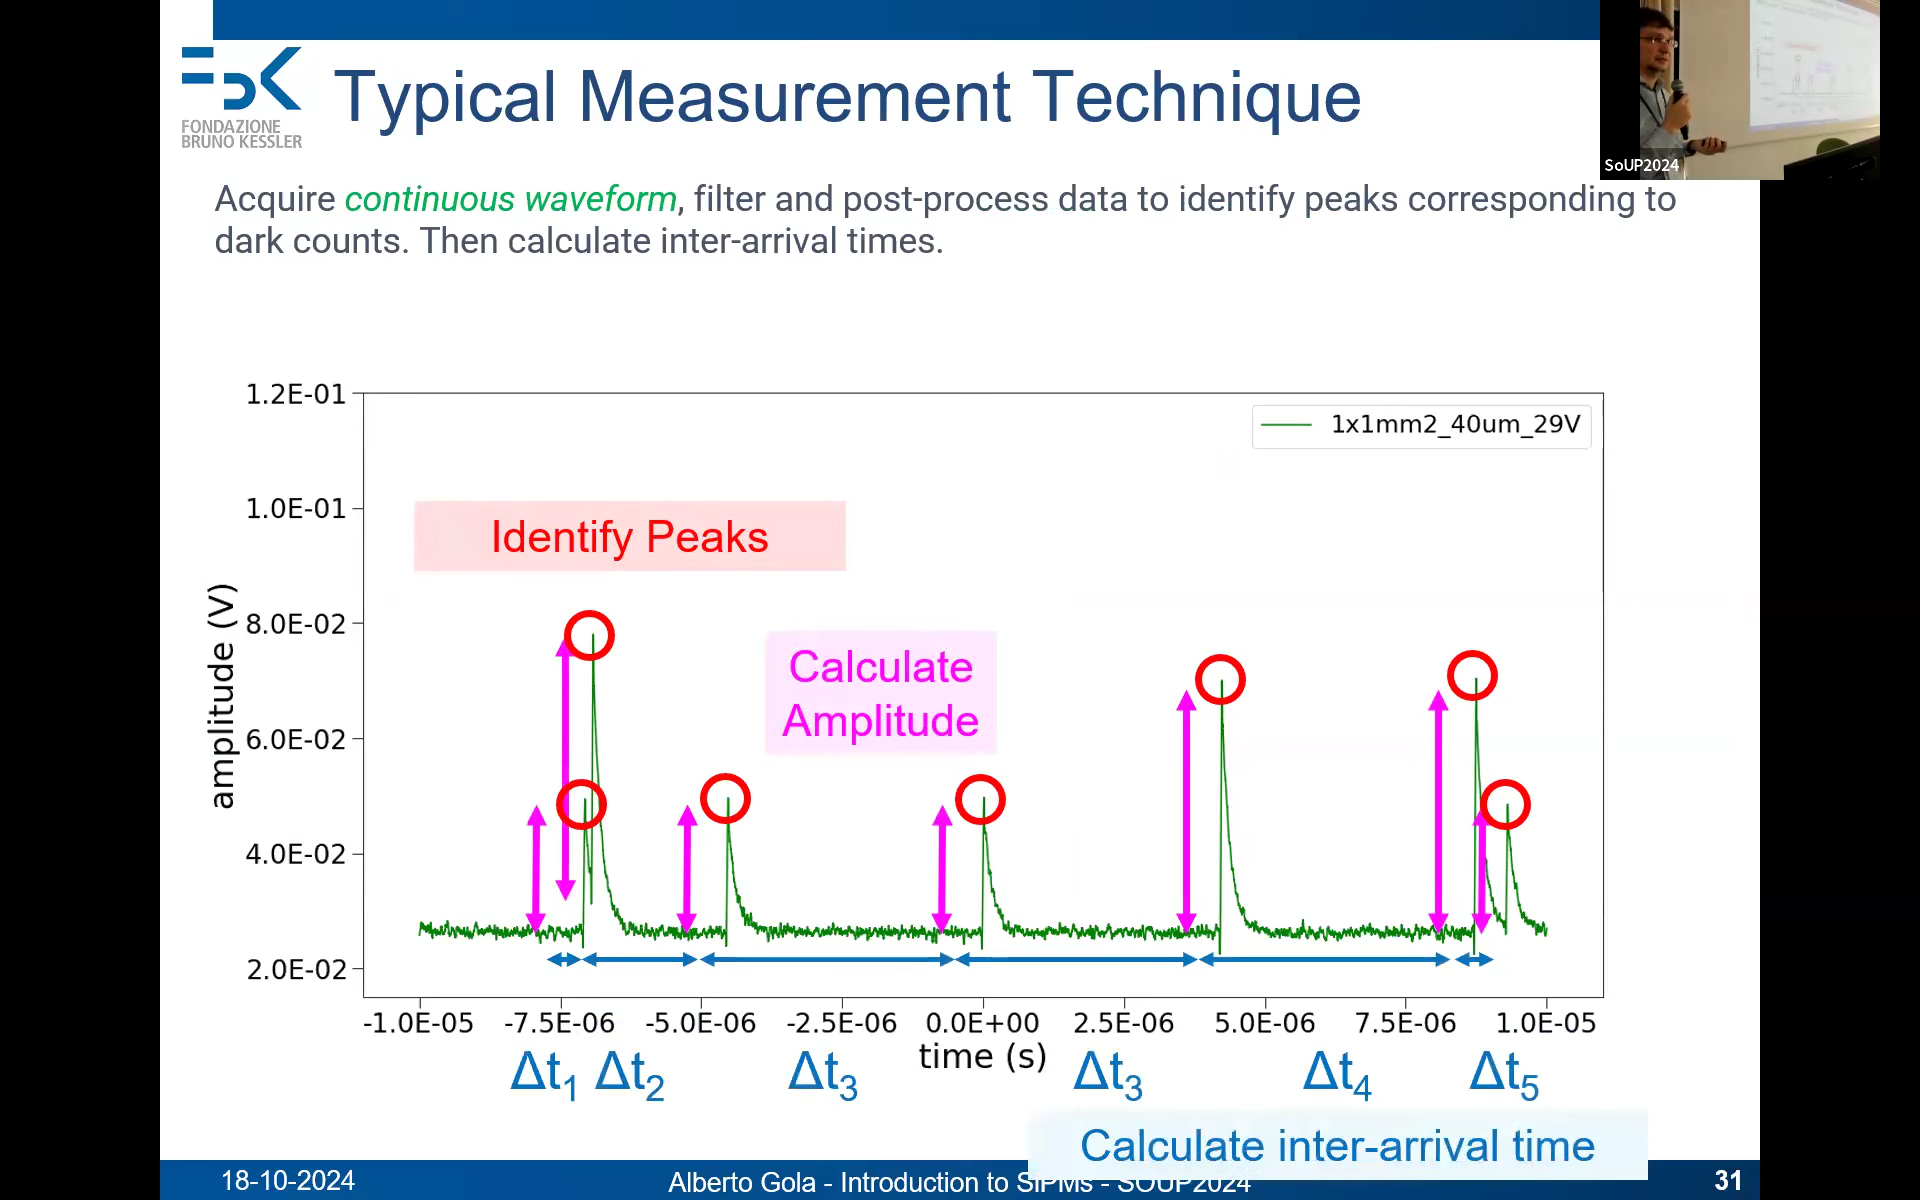 FONDAZIONE
BRUNO KESSLER
Typical Measurement Technique
SoUP2024
Acquire continuous waveform, filter and post-process data to identify peaks corresponding to
dark counts. Then calculate inter-arrival times.
1.2E-01
1x1mm2_40um_29V
1.0E-01
Identify Peaks
8.0E-02
Calculate
Amplitude
6.0E-02
amplitude (V)
4.0E-02
2.0E-02
-1.0E-05 -7.5E-06 -5.0E-06 -2.5E-06 0.0E+00 2.5E-06 5.0E-06 7.5E-06 1.0E-05
time (s)
Δt1 Δt2 Δt3 Δt3 Δt4 Δt5
Calculate inter-arrival time
18-10-2024
Alberto Gola - Introduction to SiPMs - SOUP2024
31